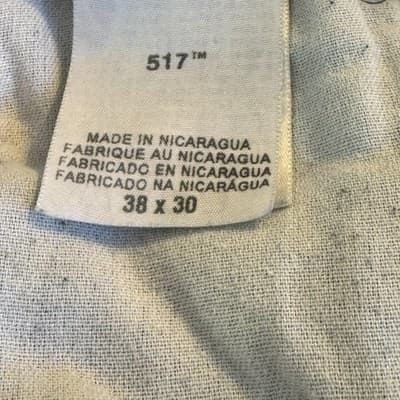 517™
MADE IN NICARAGUA
FABRIQUE AU NICARAGUA
FABRICADO EN NICARAGUA
FABRICADO NA NICARÁGUA
38 x 30